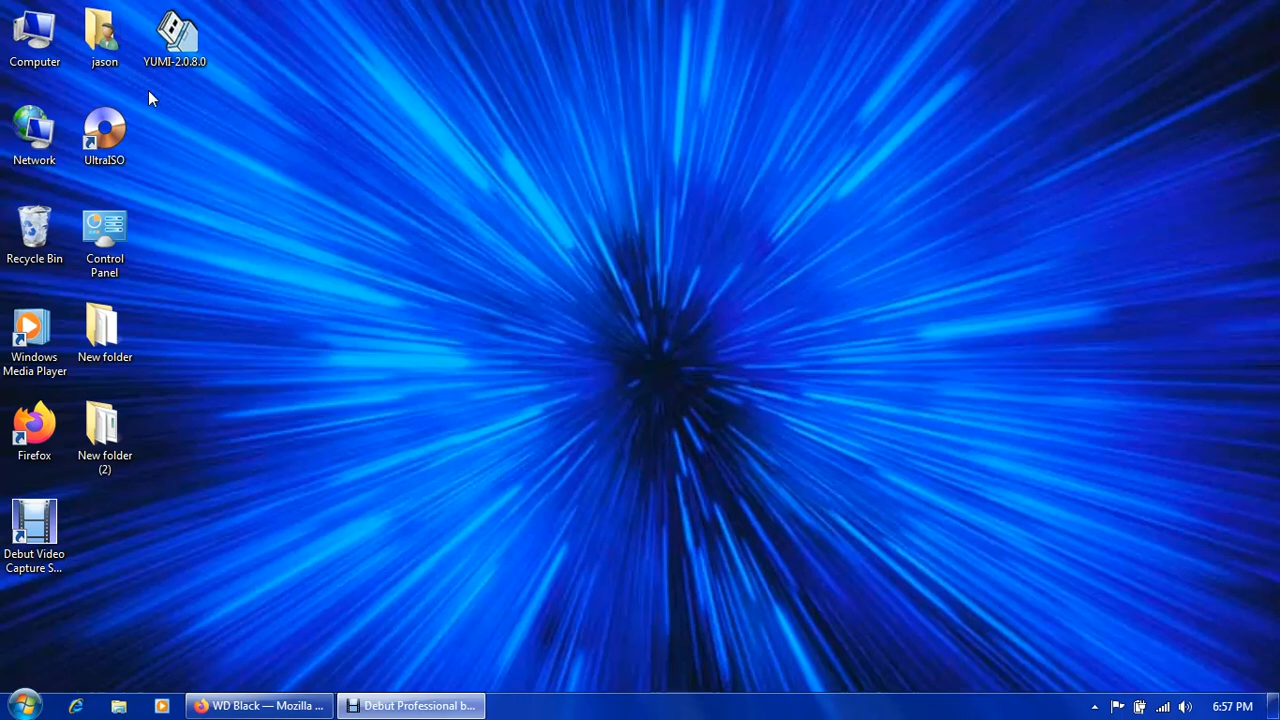 Computer
jason
YUMI-2.0.8.0
Network
UltraISO
Recycle Bin
Control
Panel
Windows
Media Player
New folder
Firefox
New folder
(2)
Debut Video
Capture S...
WD Black — Mozilla ...
Debut Professional b...
6:57 PM